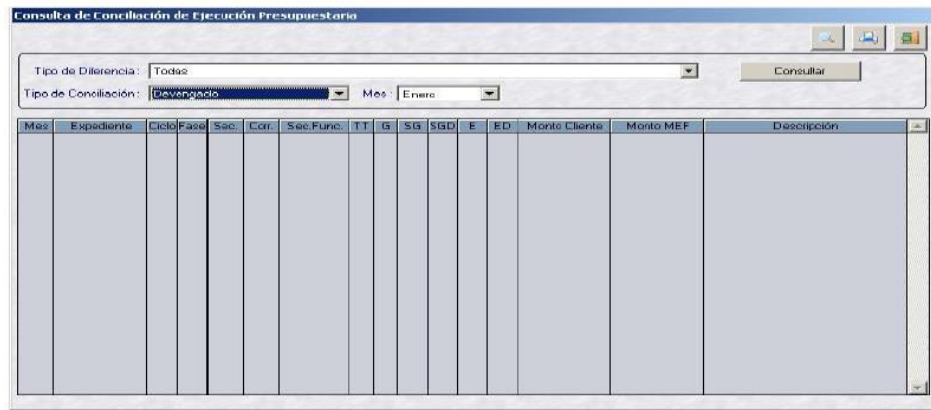 Consulta de Conciliación de Ejecución Presupuestaria
Tipo de Diferencia: Todas Consultar
Tipo de Conciliación: Devengado Mes: Enero
Mes Expediente Ciclo Fase Sec. Corr. Sec.Func. TT G SG SGD E ED Monto Cliente Monto MEF Descripción